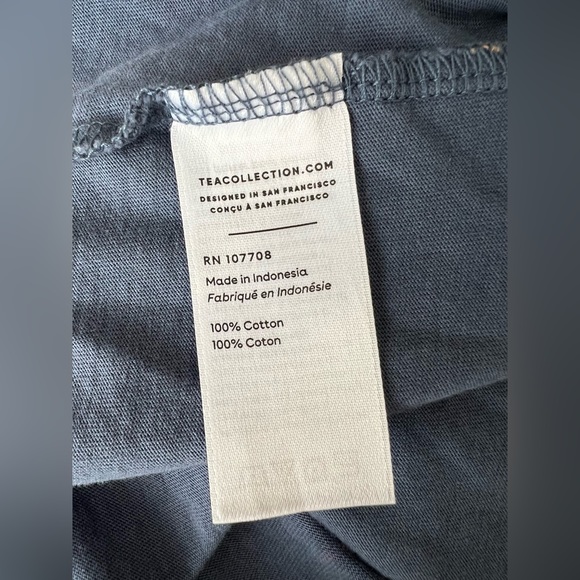 TEACOLLECTION.COM
DESIGNED IN SAN FRANCISCO
CONÇU À SAN FRANCISCO
RN 107708
Made in Indonesia
Fabriqué en Indonésie
100% Cotton
100% Coton